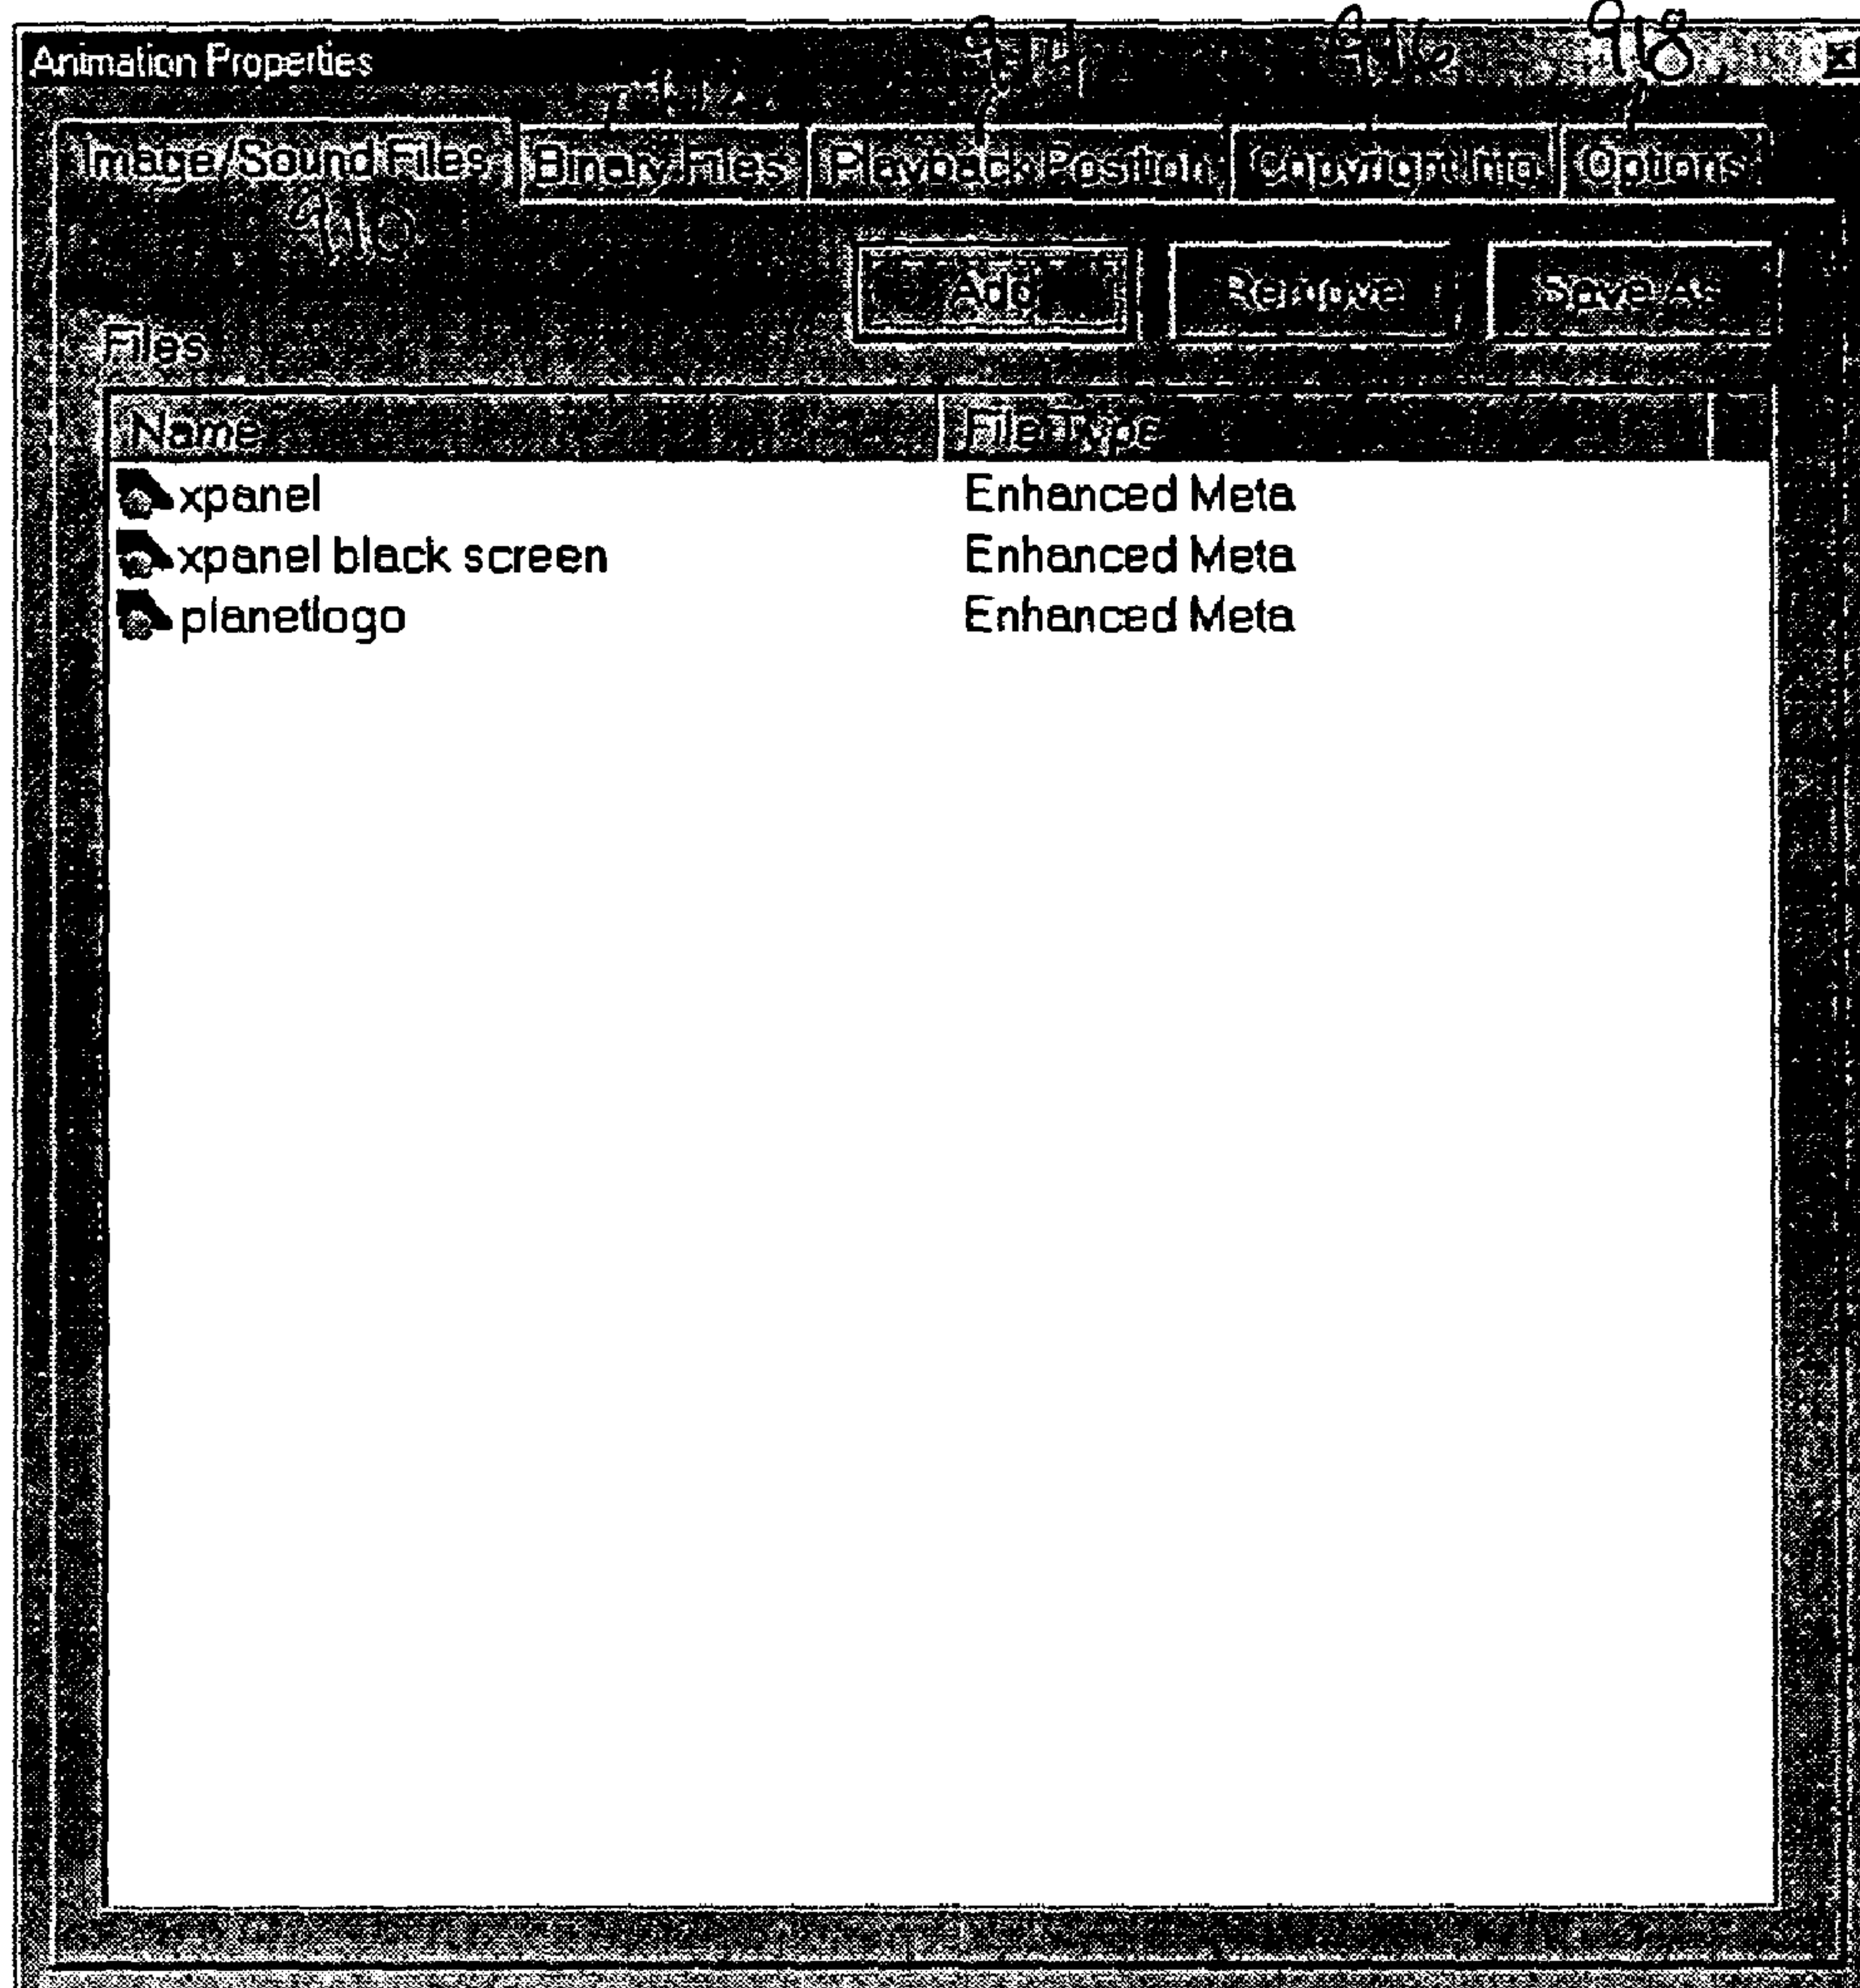 912 914 916 918
Animation Properties
Image/Sound Files Binary Files Playback Position Copyright Info Options
910
Add Remove Save As
Files
Name File Type
xpanel Enhanced Meta
xpanel black screen Enhanced Meta
planetlogo Enhanced Meta